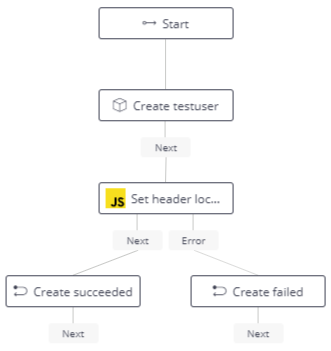 Start
Create testuser
Next
JS Set header loc...
Next Error
Create succeeded Create failed
Next Next